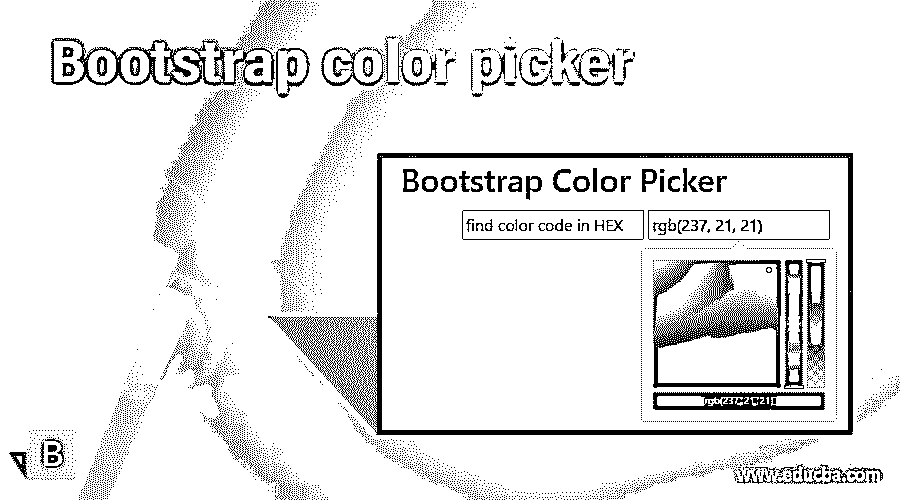 Bootstrap color picker
Bootstrap Color Picker
find color code in HEX
rgb(237, 21, 21)
rgb(237, 21, 21)
B
www.educba.com